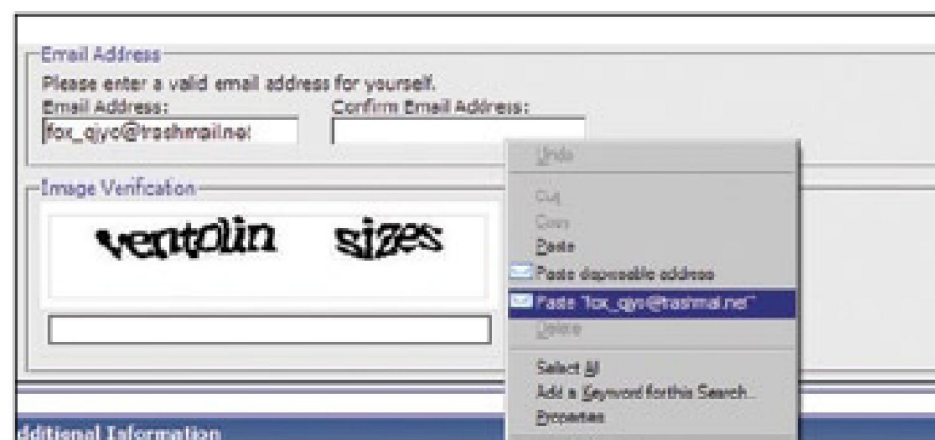 Email Address
Please enter a valid email address for yourself.
Email Address: Confirm Email Address:
fox_qjyo@trashmail.net
Image Verification
ventolin sizes
Undo
Cut
Copy
Paste
Paste disposable address
Paste "fox_qjyo@trashmail.net"
Delete
Select All
Add a Keyword for this Search...
Properties
dditional Information